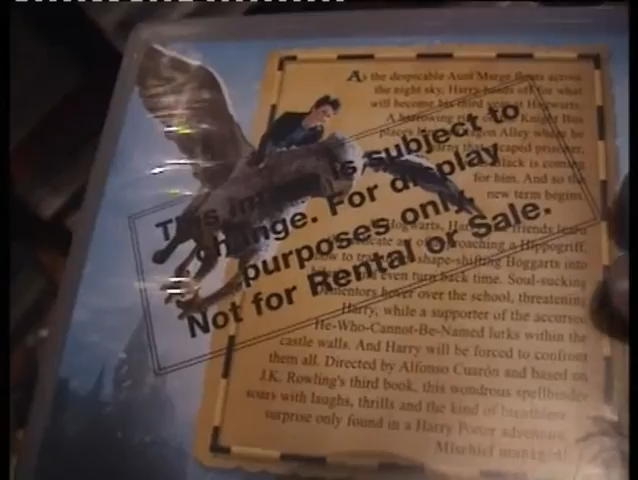 As the despicable Aunt Marge floats across
the night sky, Harry heads off for what
will become his third year at Hogwarts.
A harrowing ride on Knight Bus
places Alley where he
that escaped prisoner,
Black is coming
for him. And so the
new term begins.
This image is subject to
change. For display
purposes only.
Not for Rental or Sale.
Hogwarts, Harry friends learn
approaching a Hippogriff,
how to shape-shifting Boggarts into
even turn back time. Soul-sucking
Dementors hover over the school, threatening
Harry, while a supporter of the accursed
He-Who-Cannot-Be-Named lurks within the
castle walls. And Harry will be forced to confront
them all. Directed by Alfonso Cuarón and based on
J.K. Rowling's third book, this wondrous spellbinder
soars with laughs, thrills and the kind of breathless
surprise only found in a Harry Potter adventure.
Mischief managed!